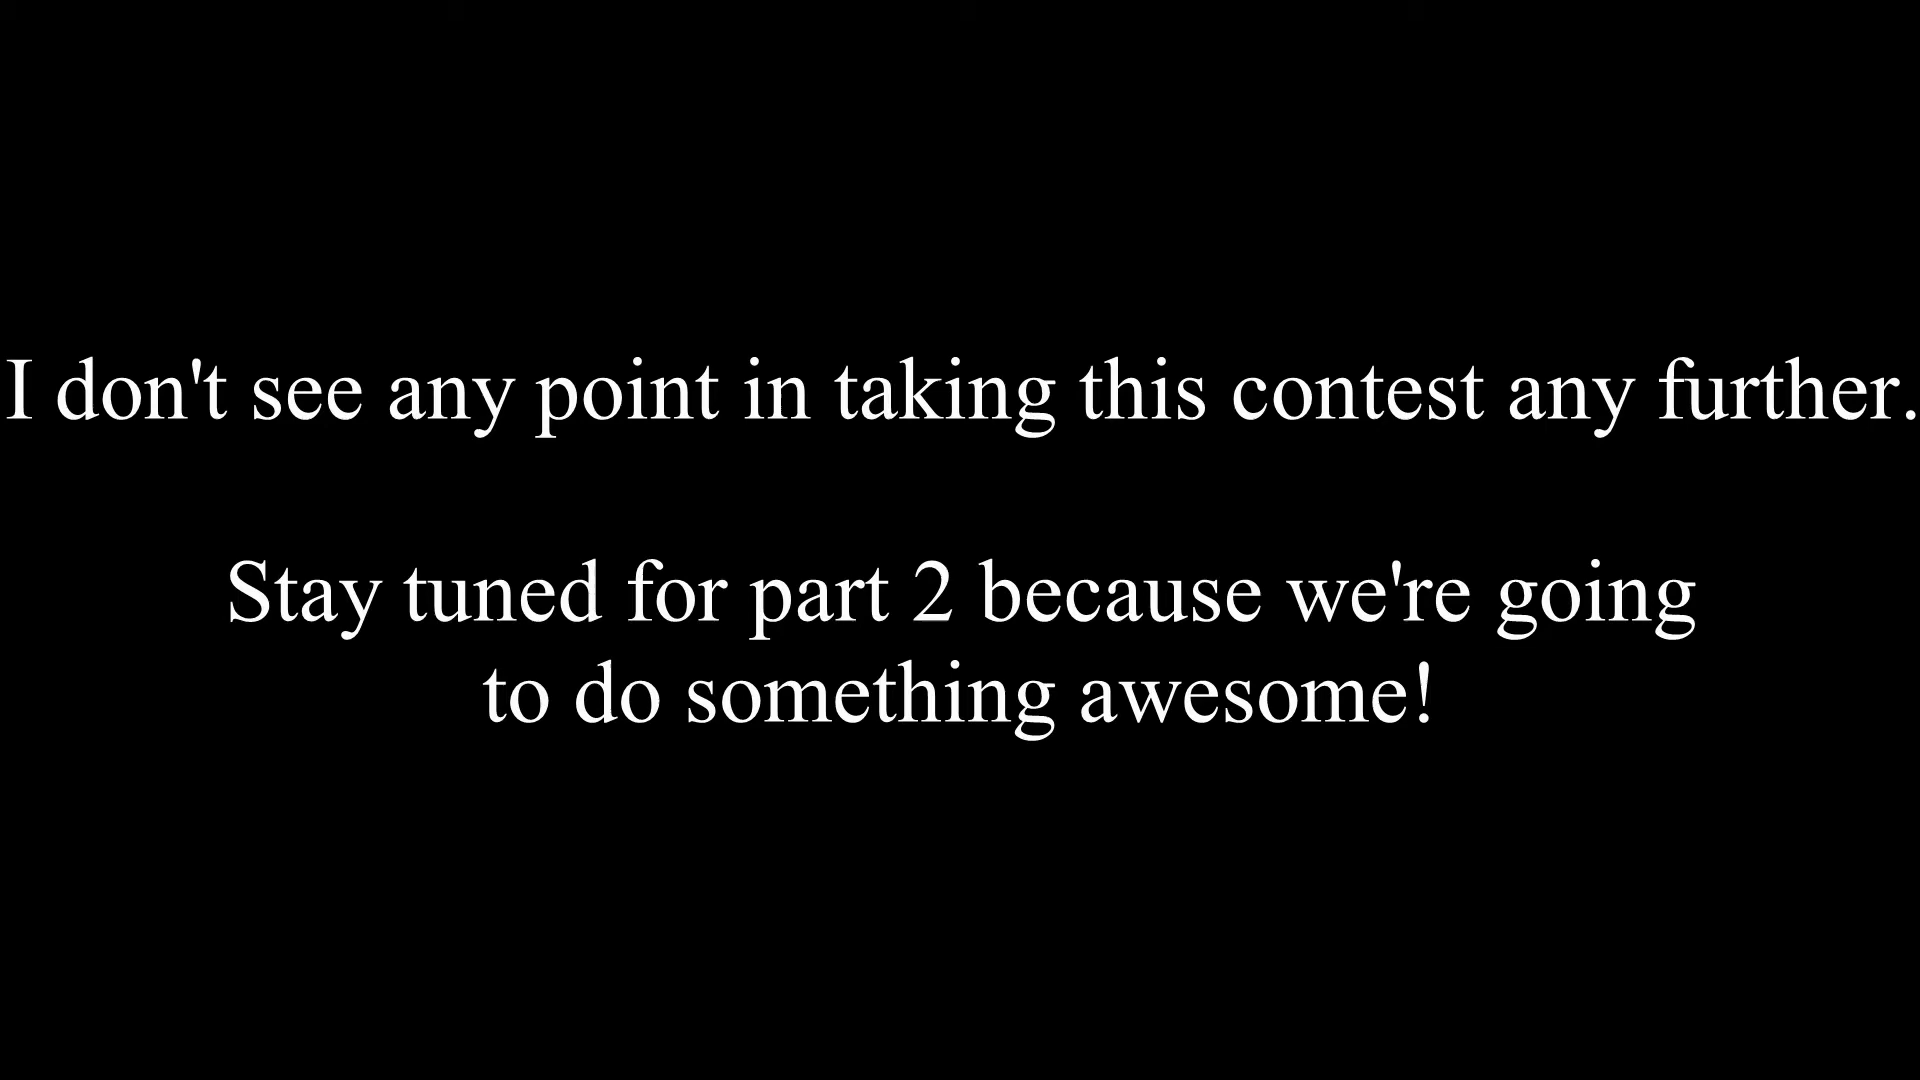 I don't see any point in taking this contest any further.
Stay tuned for part 2 because we're going
to do something awesome!